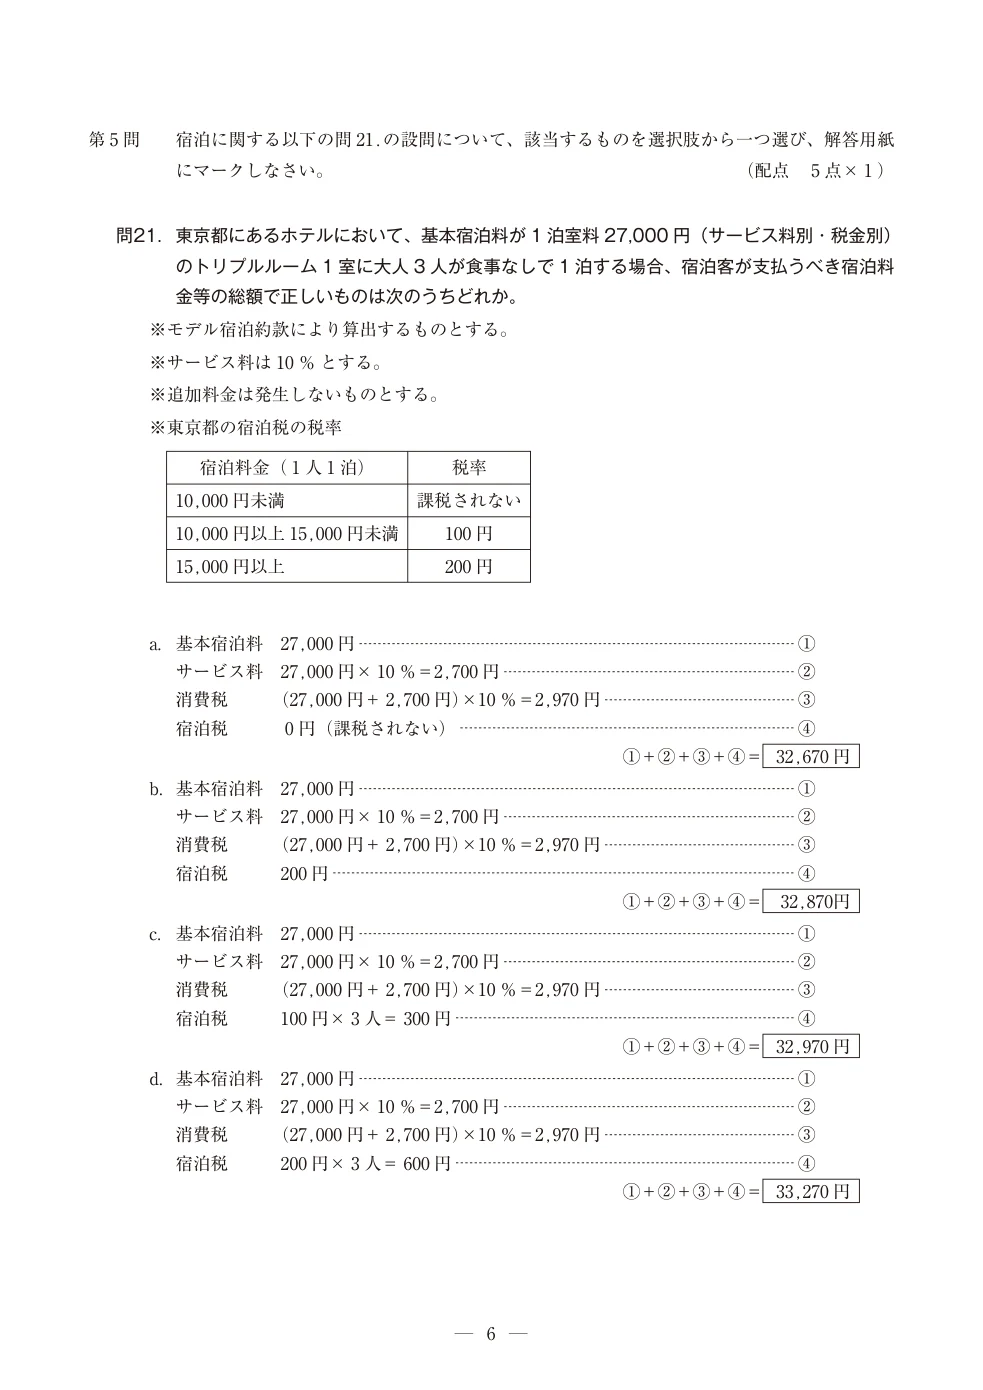 第5問　宿泊に関する以下の問21.の設問について、該当するものを選択肢から一つ選び、解答用紙
にマークしなさい。　（配点　5点×1）
問21. 東京都にあるホテルにおいて、基本宿泊料が1泊室料27,000円（サービス料別・税金別）
のトリプルルーム1室に大人3人が食事なしで1泊する場合、宿泊客が支払うべき宿泊料
金等の総額で正しいものは次のうちどれか。
※モデル宿泊約款により算出するものとする。
※サービス料は10％とする。
※追加料金は発生しないものとする。
※東京都の宿泊税の税率
宿泊料金（1人1泊）　税率
10,000円未満　課税されない
10,000円以上15,000円未満　100円
15,000円以上　200円
a. 基本宿泊料　27,000円 ①
サービス料　27,000円×10％＝2,700円 ②
消費税　（27,000円＋2,700円）×10％＝2,970円 ③
宿泊税　0円（課税されない） ④
①＋②＋③＋④＝ 32,670円
b. 基本宿泊料　27,000円 ①
サービス料　27,000円×10％＝2,700円 ②
消費税　（27,000円＋2,700円）×10％＝2,970円 ③
宿泊税　200円 ④
①＋②＋③＋④＝ 32,870円
c. 基本宿泊料　27,000円 ①
サービス料　27,000円×10％＝2,700円 ②
消費税　（27,000円＋2,700円）×10％＝2,970円 ③
宿泊税　100円×3人＝300円 ④
①＋②＋③＋④＝ 32,970円
d. 基本宿泊料　27,000円 ①
サービス料　27,000円×10％＝2,700円 ②
消費税　（27,000円＋2,700円）×10％＝2,970円 ③
宿泊税　200円×3人＝600円 ④
①＋②＋③＋④＝ 33,270円
― 6 ―